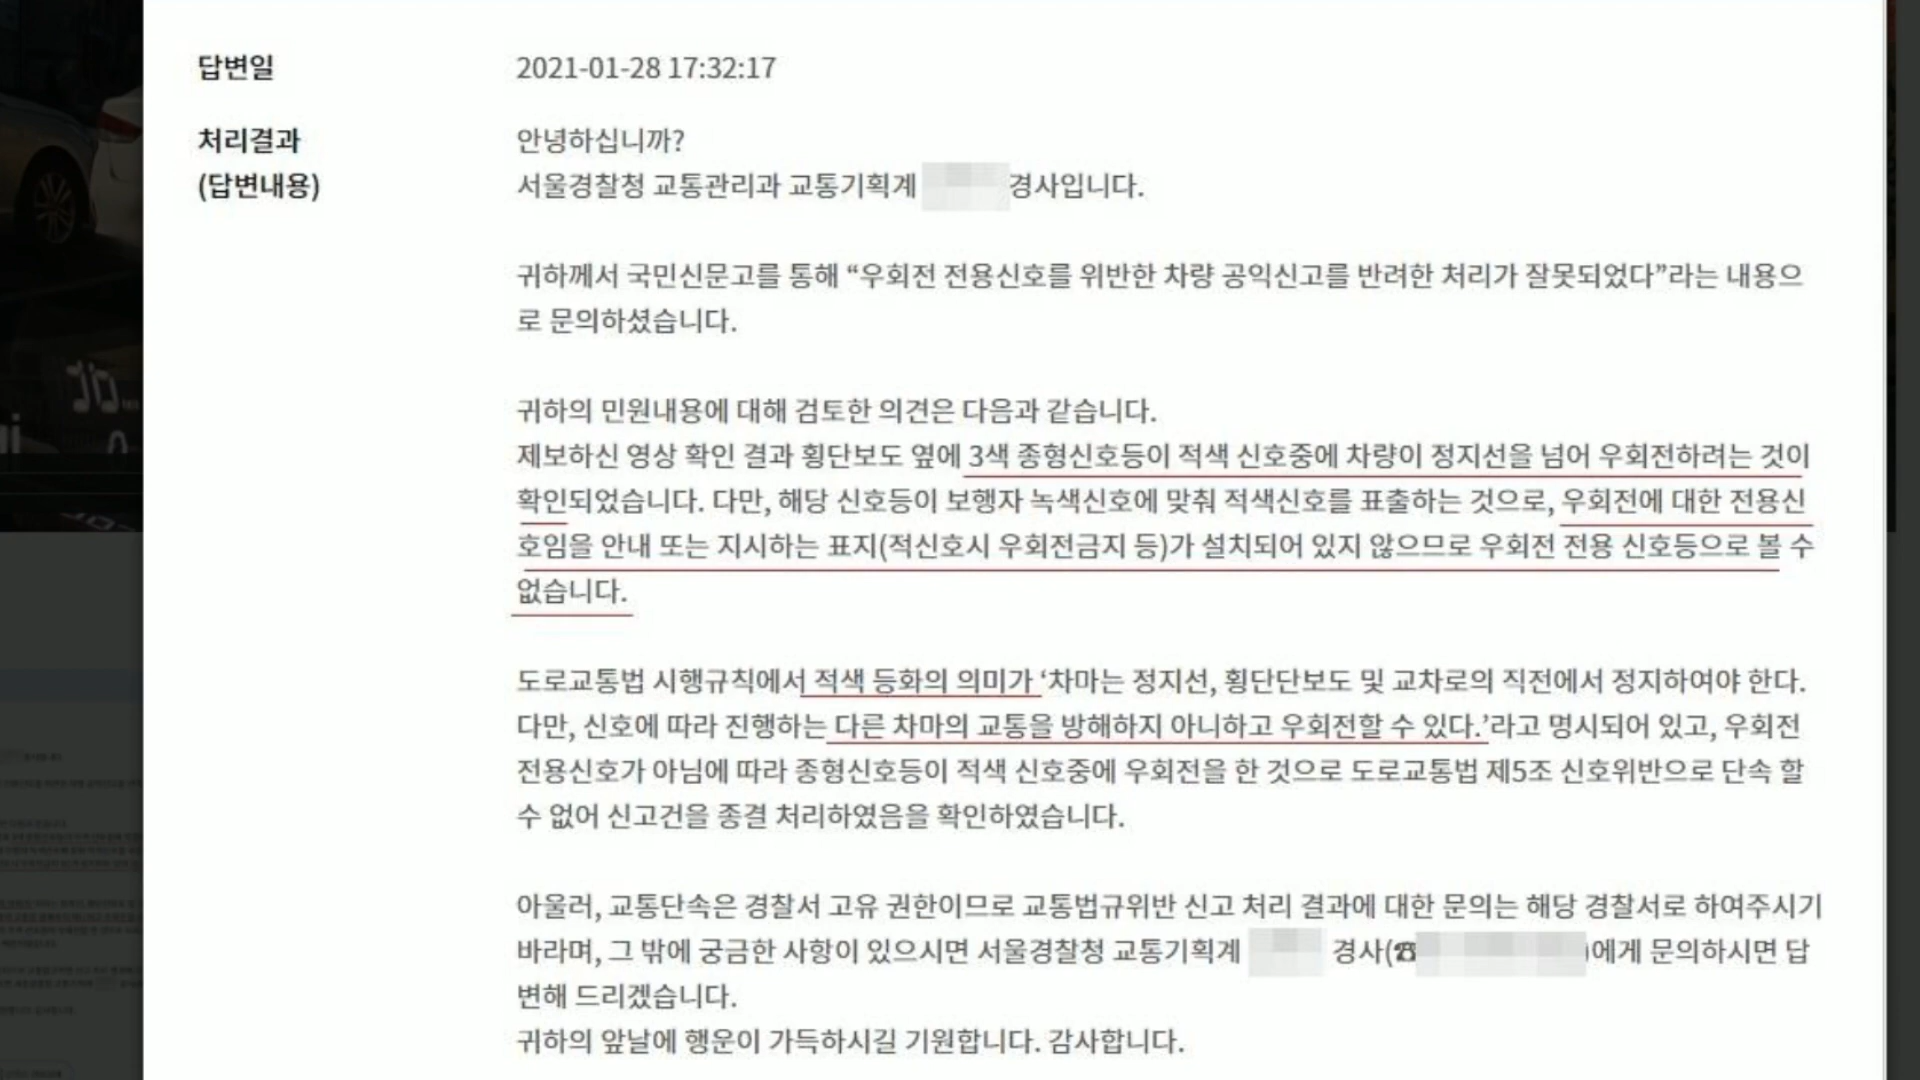 답변일 2021-01-28 17:32:17
처리결과 안녕하십니까?
(답변내용) 서울경찰청 교통관리과 교통기획계 경사입니다.
귀하께서 국민신문고를 통해 “우회전 전용신호를 위반한 차량 공익신고를 반려한 처리가 잘못되었다”라는 내용으
로 문의하셨습니다.
귀하의 민원내용에 대해 검토한 의견은 다음과 같습니다.
제보하신 영상 확인 결과 횡단보도 옆에 3색 종형신호등이 적색 신호중에 차량이 정지선을 넘어 우회전하려는 것이
확인되었습니다. 다만, 해당 신호등이 보행자 녹색신호에 맞춰 적색신호를 표출하는 것으로, 우회전에 대한 전용신
호임을 안내 또는 지시하는 표지(적신호시 우회전금지 등)가 설치되어 있지 않으므로 우회전 전용 신호등으로 볼 수
없습니다.
도로교통법 시행규칙에서 적색 등화의 의미가 ‘차마는 정지선, 횡단단보도 및 교차로의 직전에서 정지하여야 한다.
다만, 신호에 따라 진행하는 다른 차마의 교통을 방해하지 아니하고 우회전할 수 있다.’라고 명시되어 있고, 우회전
전용신호가 아님에 따라 종형신호등이 적색 신호중에 우회전을 한 것으로 도로교통법 제5조 신호위반으로 단속 할
수 없어 신고건을 종결 처리하였음을 확인하였습니다.
아울러, 교통단속은 경찰서 고유 권한이므로 교통법규위반 신고 처리 결과에 대한 문의는 해당 경찰서로 하여주시기
바라며, 그 밖에 궁금한 사항이 있으시면 서울경찰청 교통기획계 경사(☎ )에게 문의하시면 답
변해 드리겠습니다.
귀하의 앞날에 행운이 가득하시길 기원합니다. 감사합니다.